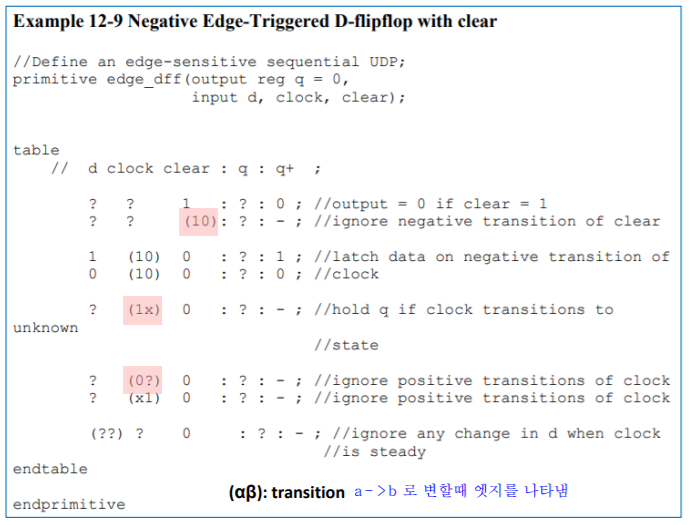 Example 12-9 Negative Edge-Triggered D-flipflop with clear
//Define an edge-sensitive sequential UDP;
primitive edge_dff(output reg q = 0,
input d, clock, clear);
table
// d clock clear : q : q+ ;
? ? 1 : ? : 0 ; //output = 0 if clear = 1
? ? (10): ? : - ; //ignore negative transition of clear
1 (10) 0 : ? : 1 ; //latch data on negative transition of
0 (10) 0 : ? : 0 ; //clock
? (1x) 0 : ? : - ; //hold q if clock transitions to
unknown
//state
? (0?) 0 : ? : - ; //ignore positive transitions of clock
? (x1) 0 : ? : - ; //ignore positive transitions of clock
(??) ? 0 : ? : - ; //ignore any change in d when clock
//is steady
endtable
(αβ): transition a->b 로 변할때 엣지를 나타냄
endprimitive